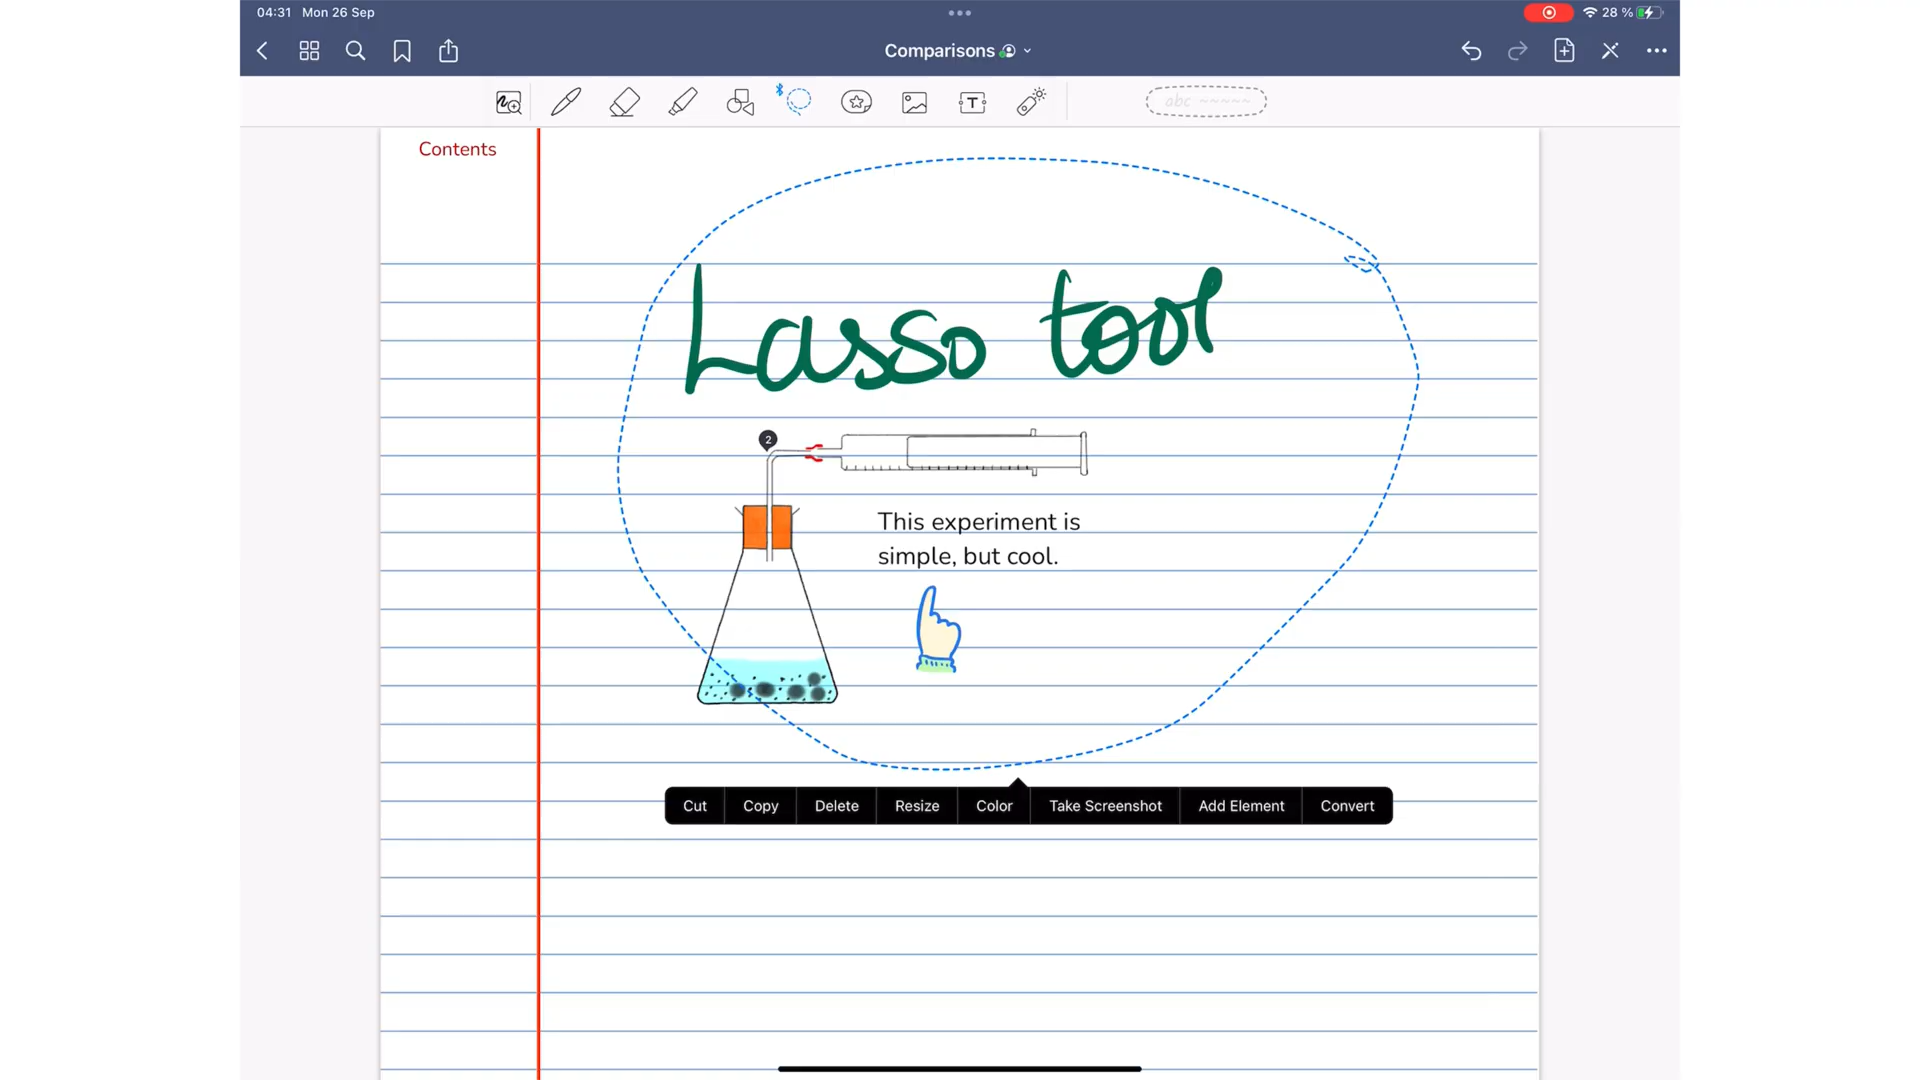 04:31 Mon 26 Sep
28 %
Comparisons
T
abc
Contents
Lasso tool
2
This experiment is
simple, but cool.
Cut Copy Delete Resize Color Take Screenshot Add Element Convert